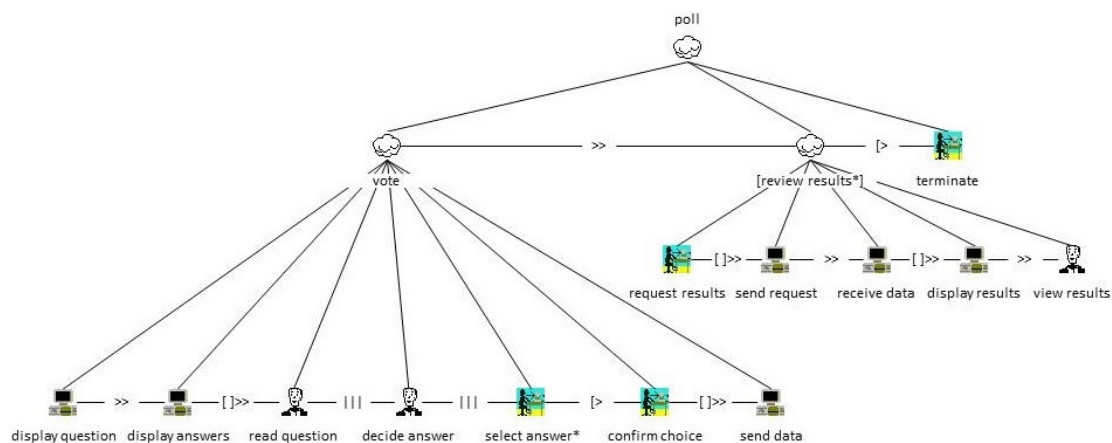 poll
>> [>
vote [review results*] terminate
[ ]>> >> [ ]>> >>
request results send request receive data display results view results
>> [ ]>> ||| ||| [> [ ]>>
display question display answers read question decide answer select answer* confirm choice send data